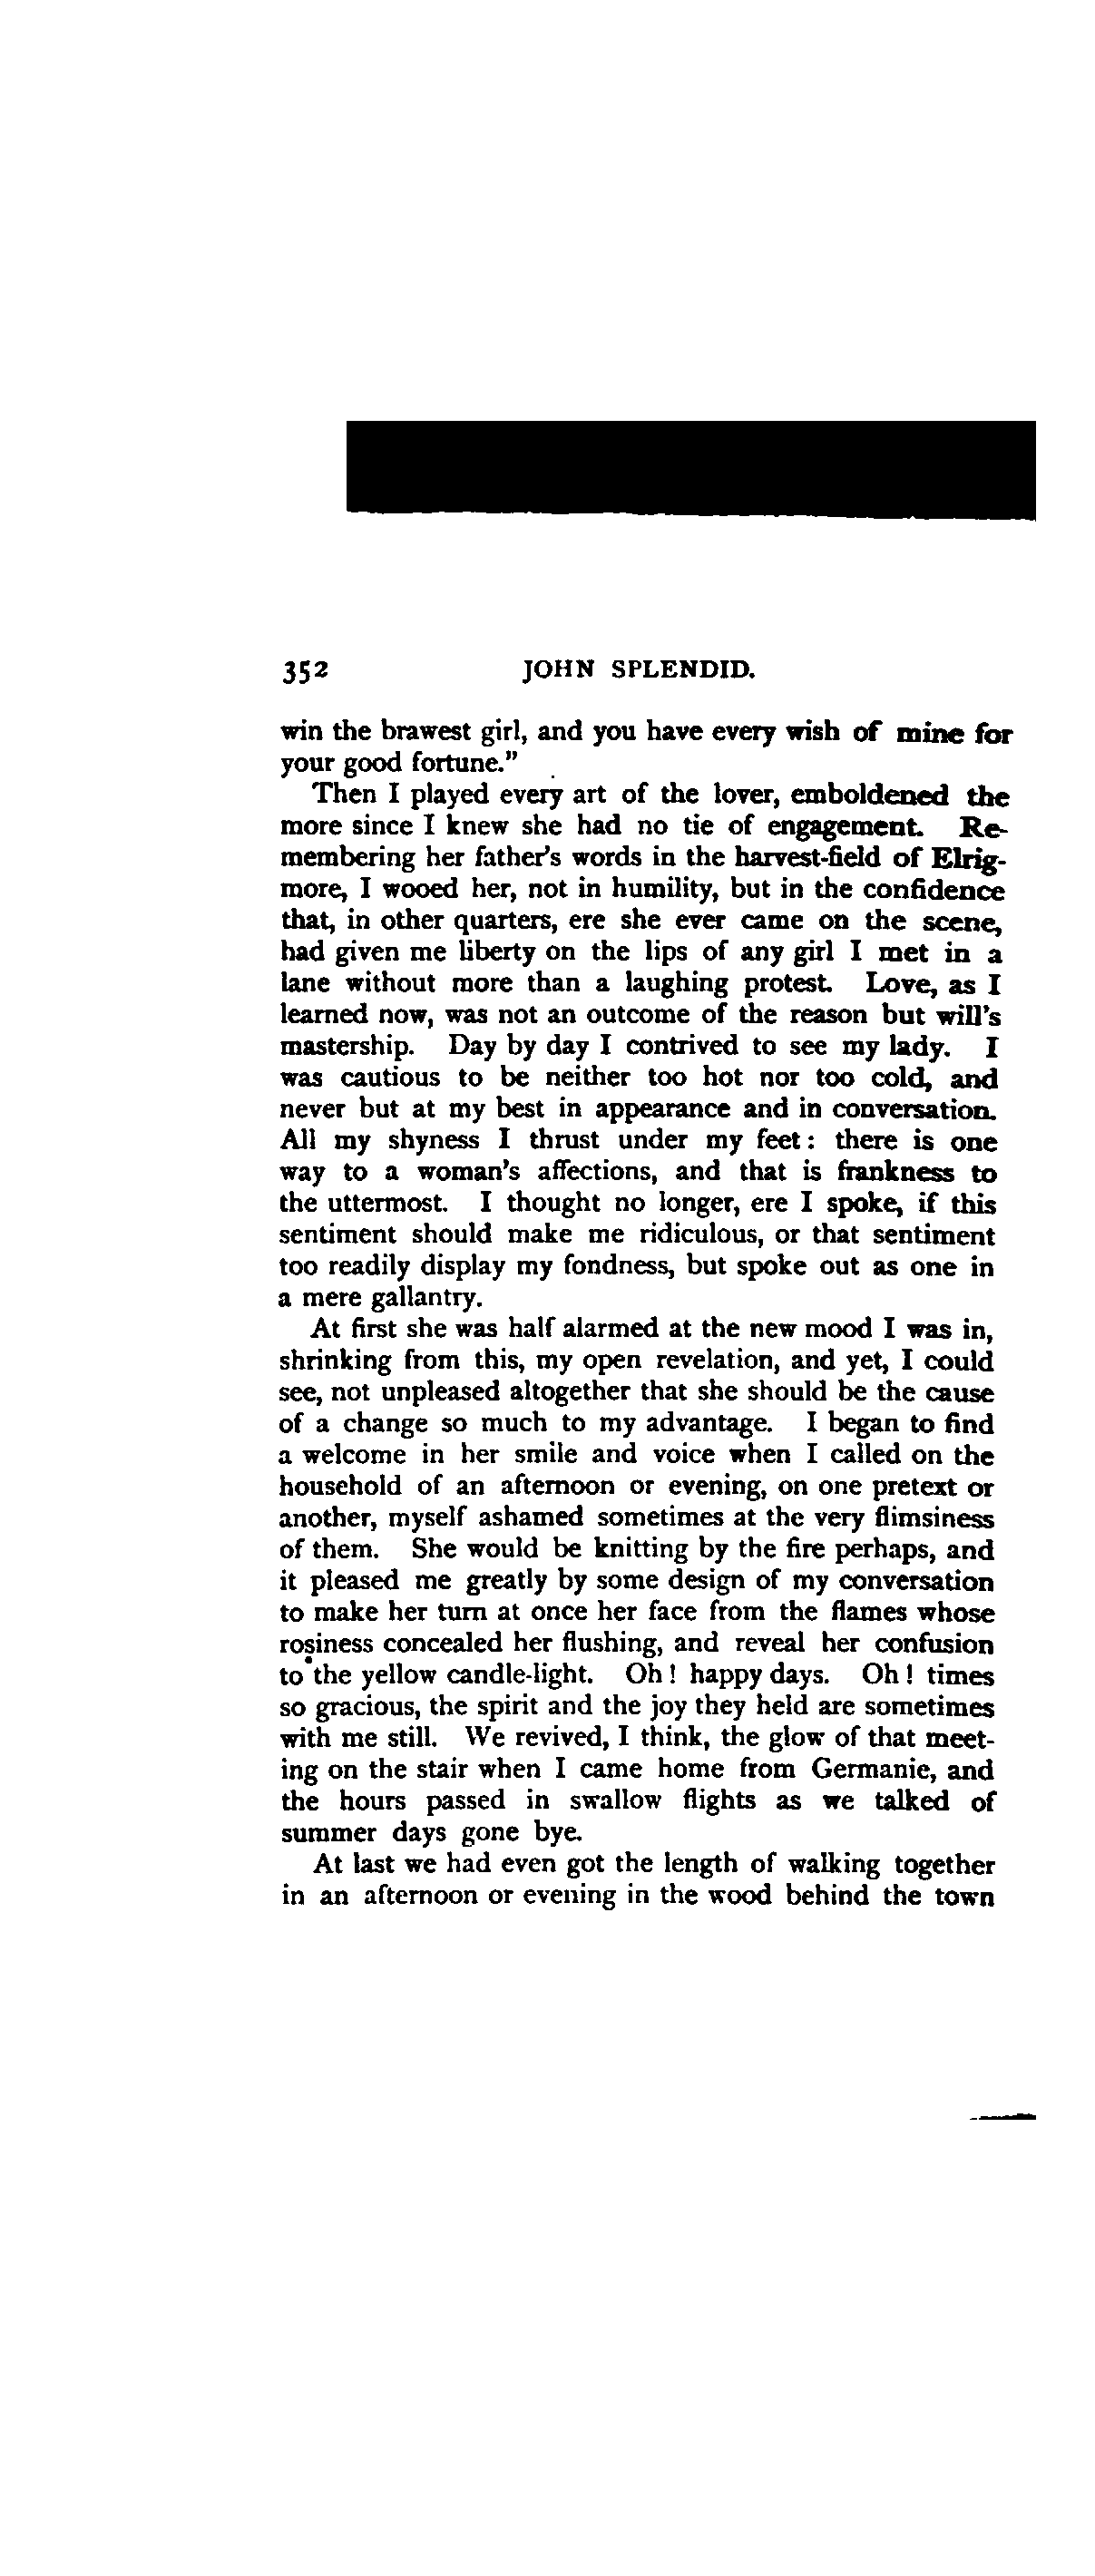 352 JOHN SPLENDID.
win the brawest girl, and you have every wish of mine for
your good fortune."
Then I played every art of the lover, emboldened the
more since I knew she had no tie of engagement. Re-
membering her father's words in the harvest-field of Elrig-
more, I wooed her, not in humility, but in the confidence
that, in other quarters, ere she ever came on the scene,
had given me liberty on the lips of any girl I met in a
lane without more than a laughing protest. Love, as I
learned now, was not an outcome of the reason but will's
mastership. Day by day I contrived to see my lady. I
was cautious to be neither too hot nor too cold, and
never but at my best in appearance and in conversation.
All my shyness I thrust under my feet: there is one
way to a woman's affections, and that is frankness to
the uttermost. I thought no longer, ere I spoke, if this
sentiment should make me ridiculous, or that sentiment
too readily display my fondness, but spoke out as one in
a mere gallantry.
At first she was half alarmed at the new mood I was in,
shrinking from this, my open revelation, and yet, I could
see, not unpleased altogether that she should be the cause
of a change so much to my advantage. I began to find
a welcome in her smile and voice when I called on the
household of an afternoon or evening, on one pretext or
another, myself ashamed sometimes at the very flimsiness
of them. She would be knitting by the fire perhaps, and
it pleased me greatly by some design of my conversation
to make her turn at once her face from the flames whose
rosiness concealed her flushing, and reveal her confusion
to the yellow candle-light. Oh! happy days. Oh! times
so gracious, the spirit and the joy they held are sometimes
with me still. We revived, I think, the glow of that meet-
ing on the stair when I came home from Germanie, and
the hours passed in swallow flights as we talked of
summer days gone bye.
At last we had even got the length of walking together
in an afternoon or evening in the wood behind the town